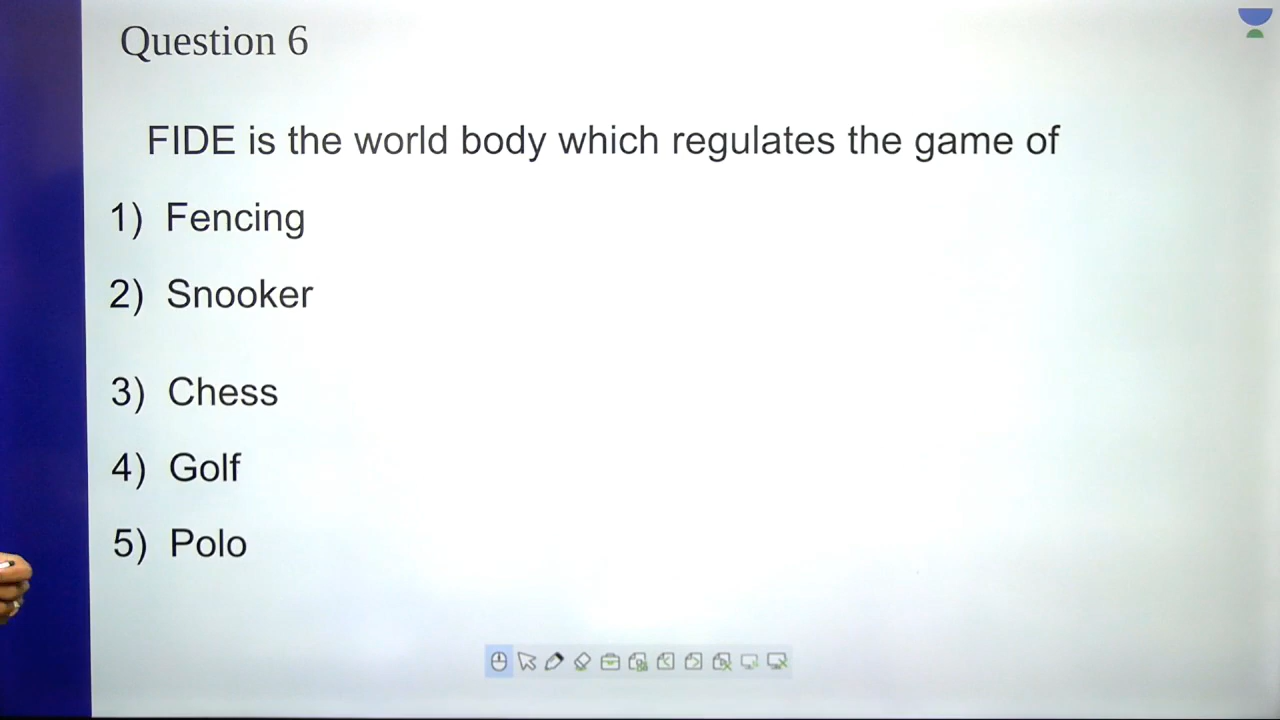 Question 6
FIDE is the world body which regulates the game of
1) Fencing
2) Snooker
3) Chess
4) Golf
5) Polo